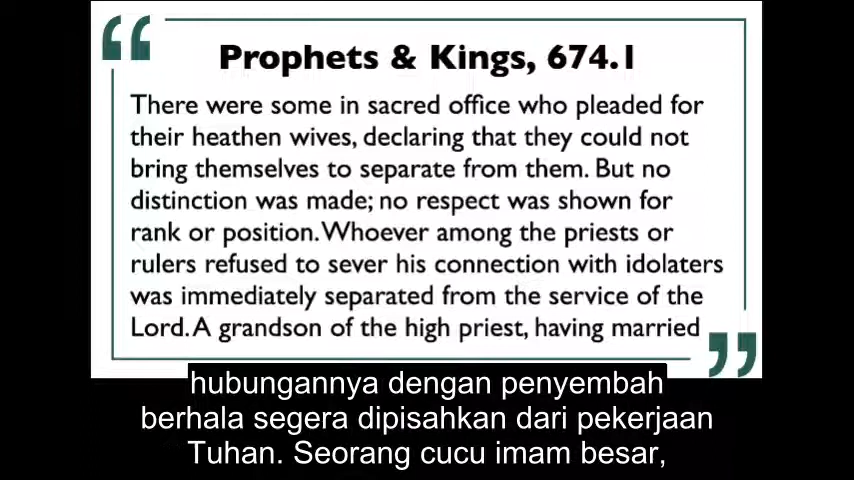 Prophets & Kings, 674.1
There were some in sacred office who pleaded for
their heathen wives, declaring that they could not
bring themselves to separate from them. But no
distinction was made; no respect was shown for
rank or position. Whoever among the priests or
rulers refused to sever his connection with idolaters
was immediately separated from the service of the
Lord. A grandson of the high priest, having married
hubungannya dengan penyembah
berhala segera dipisahkan dari pekerjaan
Tuhan. Seorang cucu imam besar,